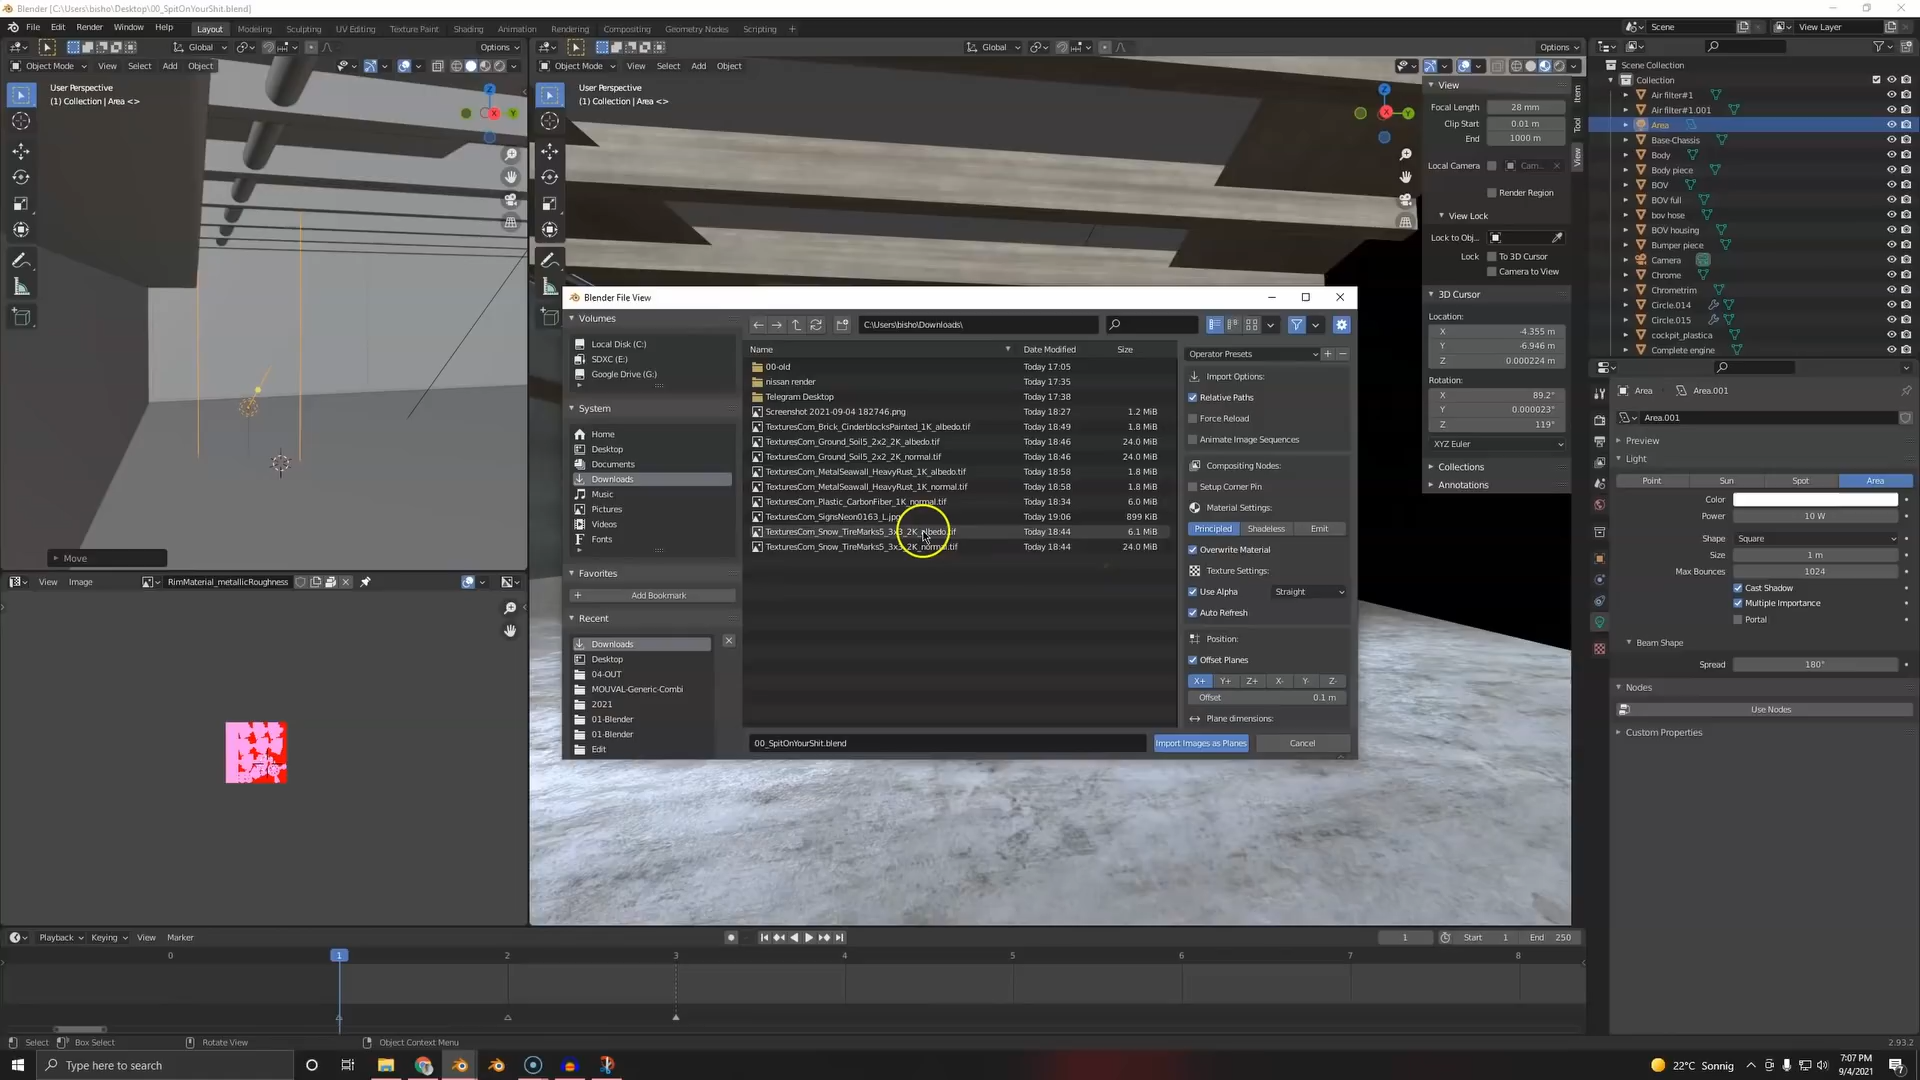 Blender [C:\Users\bisho\Desktop\00_SpitOnYourShit.blend]
File Edit Render Window Help Layout Modeling Sculpting UV Editing Texture Paint Shading Animation Rendering Compositing Geometry Nodes Scripting + Scene View Layer
Global Options Global Options
Object Mode View Select Add Object Object Mode View Select Add Object
User Perspective
(1) Collection | Area <>
Z
X
Y
Move
User Perspective
(1) Collection | Area <>
Z
X
Y
View
Focal Length 28 mm
Clip Start 0.01 m
End 1000 m
Local Camera Cam...
Render Region
View Lock
Lock to Obj...
Lock To 3D Cursor
Camera to View
3D Cursor
Location:
X -4.355 m
Y -6.946 m
Z 0.000224 m
Rotation:
X 89.2°
Y 0.000023°
Z 119°
XYZ Euler
Collections
Annotations
Item
Tool
View
Scene Collection
Collection
Air filter#1
Air filter#1.001
Area
Base-Chassis
Body
Body piece
BOV
BOV full
bov hose
BOV housing
Bumper piece
Camera
Chrome
Chrometrim
Circle.014
Circle.015
cockpit_plastica
Complete engine
Area Area.001
Area.001
Preview
Light
Point Sun Spot Area
Color
Power 10 W
Shape Square
Size 1 m
Max Bounces 1024
Cast Shadow
Multiple Importance
Portal
Beam Shape
Spread 180°
Nodes
Use Nodes
Custom Properties
Blender File View
Volumes
Local Disk (C:)
SDXC (E:)
Google Drive (G:)
System
Home
Desktop
Documents
Downloads
Music
Pictures
Videos
Fonts
Favorites
Add Bookmark
Recent
Downloads
Desktop
04-OUT
MOUVAL-Generic-Combi
2021
01-Blender
01-Blender
Edit
C:\Users\bisho\Downloads\
Name Date Modified Size
00-old Today 17:05
nissan render Today 17:35
Telegram Desktop Today 17:38
Screenshot 2021-09-04 182746.png Today 18:27 1.2 MiB
TexturesCom_Brick_CinderblocksPainted_1K_albedo.tif Today 18:49 1.8 MiB
TexturesCom_Ground_Soil5_2x2_2K_albedo.tif Today 18:46 24.0 MiB
TexturesCom_Ground_Soil5_2x2_2K_normal.tif Today 18:46 24.0 MiB
TexturesCom_MetalSeawall_HeavyRust_1K_albedo.tif Today 18:58 1.8 MiB
TexturesCom_MetalSeawall_HeavyRust_1K_normal.tif Today 18:58 1.8 MiB
TexturesCom_Plastic_CarbonFiber_1K_normal.tif Today 18:34 6.0 MiB
TexturesCom_SignsNeon0163_L.jpg Today 19:06 899 KiB
TexturesCom_Snow_TireMarks5_3x3_2K_albedo.tif Today 18:44 6.1 MiB
TexturesCom_Snow_TireMarks5_3x3_2K_normal.tif Today 18:44 24.0 MiB
Operator Presets
Import Options:
Relative Paths
Force Reload
Animate Image Sequences
Compositing Nodes:
Setup Corner Pin
Material Settings:
Principled Shadeless Emit
Overwrite Material
Texture Settings:
Use Alpha Straight
Auto Refresh
Position:
Offset Planes
X+ Y+ Z+ X- Y- Z-
Offset 0.1 m
Plane dimensions:
00_SpitOnYourShit.blend Import Images as Planes Cancel
View Image RimMaterial_metallicRoughness
Playback Keying View Marker 1 Start 1 End 250
0 1 2 3 4 5 6 7 8
Select Box Select Rotate View Object Context Menu 2.93.2
Type here to search 22°C Sonnig 7:07 PM
9/4/2021